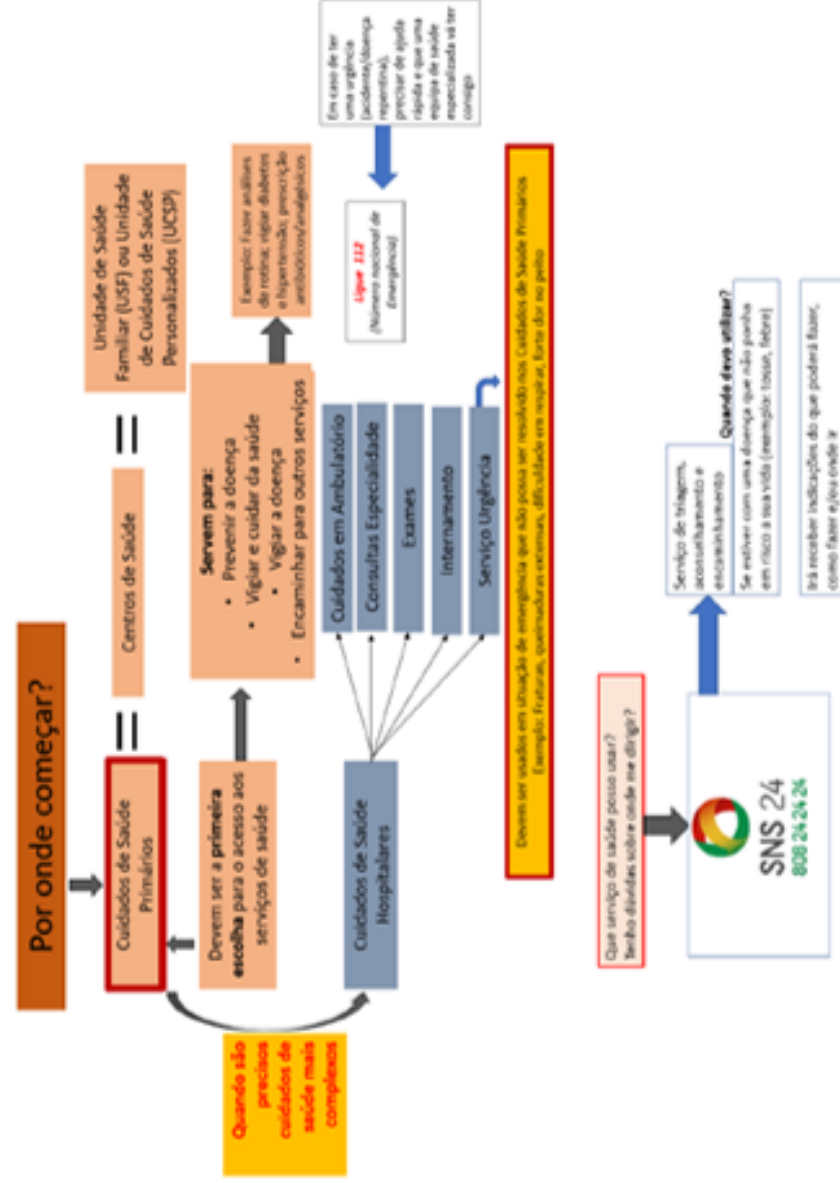 Por onde começar?
Cuidados de Saúde
Primários
=
Centros de Saúde
=
Unidade de Saúde
Familiar (USF) ou Unidade
de Cuidados de Saúde
Personalizados (UCSP)
Devem ser a primeira
escolha para o acesso aos
serviços de saúde
Servem para:
• Prevenir a doença
• Vigiar e cuidar da saúde
• Vigiar a doença
• Encaminhar para outros serviços
Exemplo: Fazer análises
de rotina; vigiar diabetes
e hipertensão; prescrição
antibióticos/analgésicos
Quando são
precisos
cuidados de
saúde mais
complexos
Cuidados de Saúde
Hospitalares
Cuidados em Ambulatório
Consultas Especialidade
Exames
Internamento
Serviço Urgência
Ligue 112
(Número nacional de
Emergência)
Em caso de ter
uma urgência
(acidente/doença
repentina),
precisar de ajuda
rápida e que uma
equipa de saúde
especializada vá ter
consigo
Devem ser usados em situação de emergência que não possa ser resolvido nos Cuidados de Saúde Primários
Exemplo: Fraturas, queimaduras extensas, dificuldade em respirar, forte dor no peito
Que serviço de saúde posso usar?
Tenho dúvidas sobre onde me dirigir?
SNS 24
808 24 24 24
Serviço de triagem,
aconselhamento e
encaminhamento
Quando devo utilizar?
Se estiver com uma doença que não ponha
em risco a sua vida (exemplo: tosse, febre)
Irá receber indicações do que poderá fazer,
como fazer e/ou onde ir